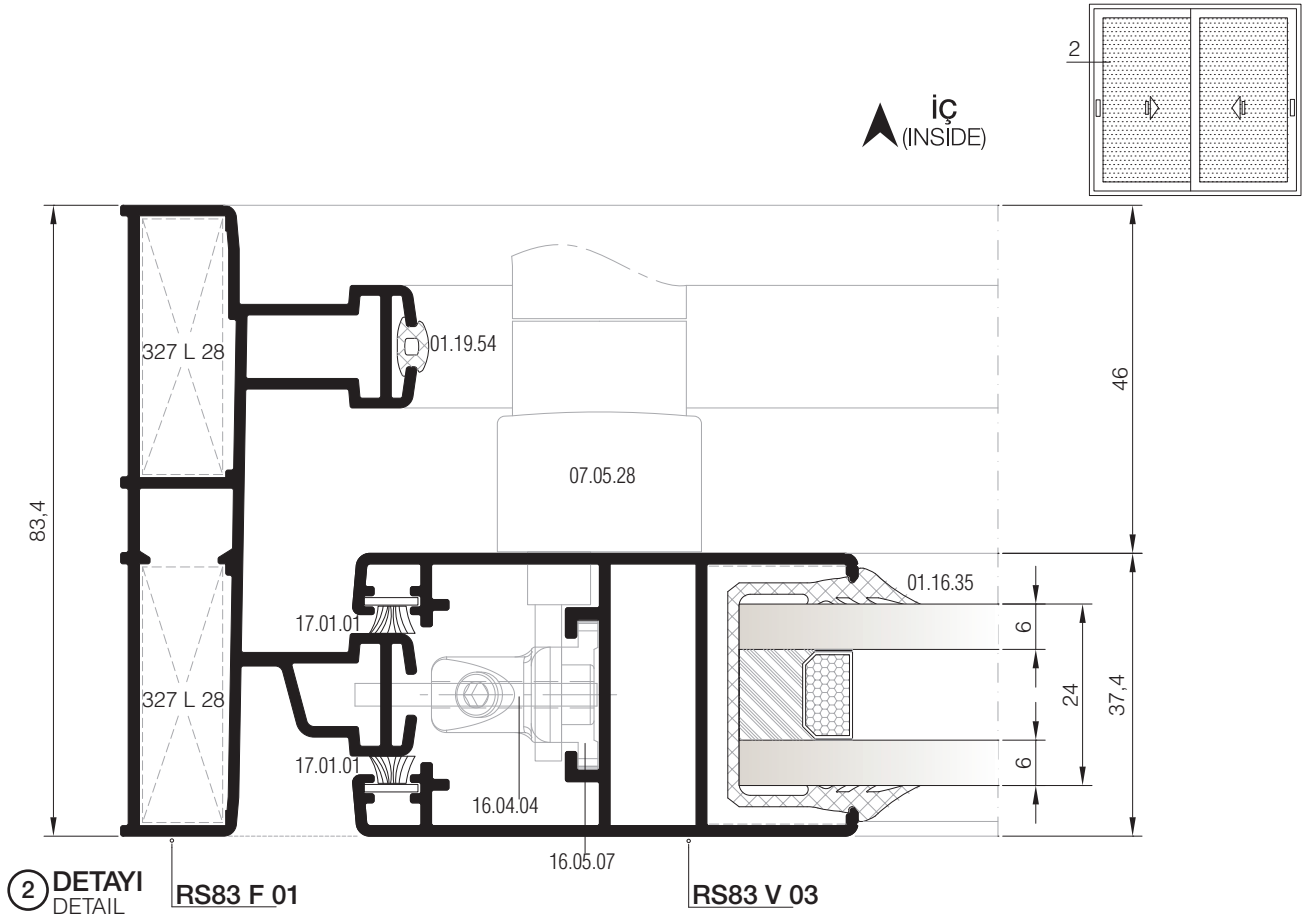 2
İÇ
(INSİDE)
327 L 28
01.19.54
46
07.05.28
83,4
01.16.35
17.01.01
6
327 L 28
24
37,4
17.01.01
6
16.04.04
16.05.07
2 DETAYI
DETAIL
RS83 F 01
RS83 V 03